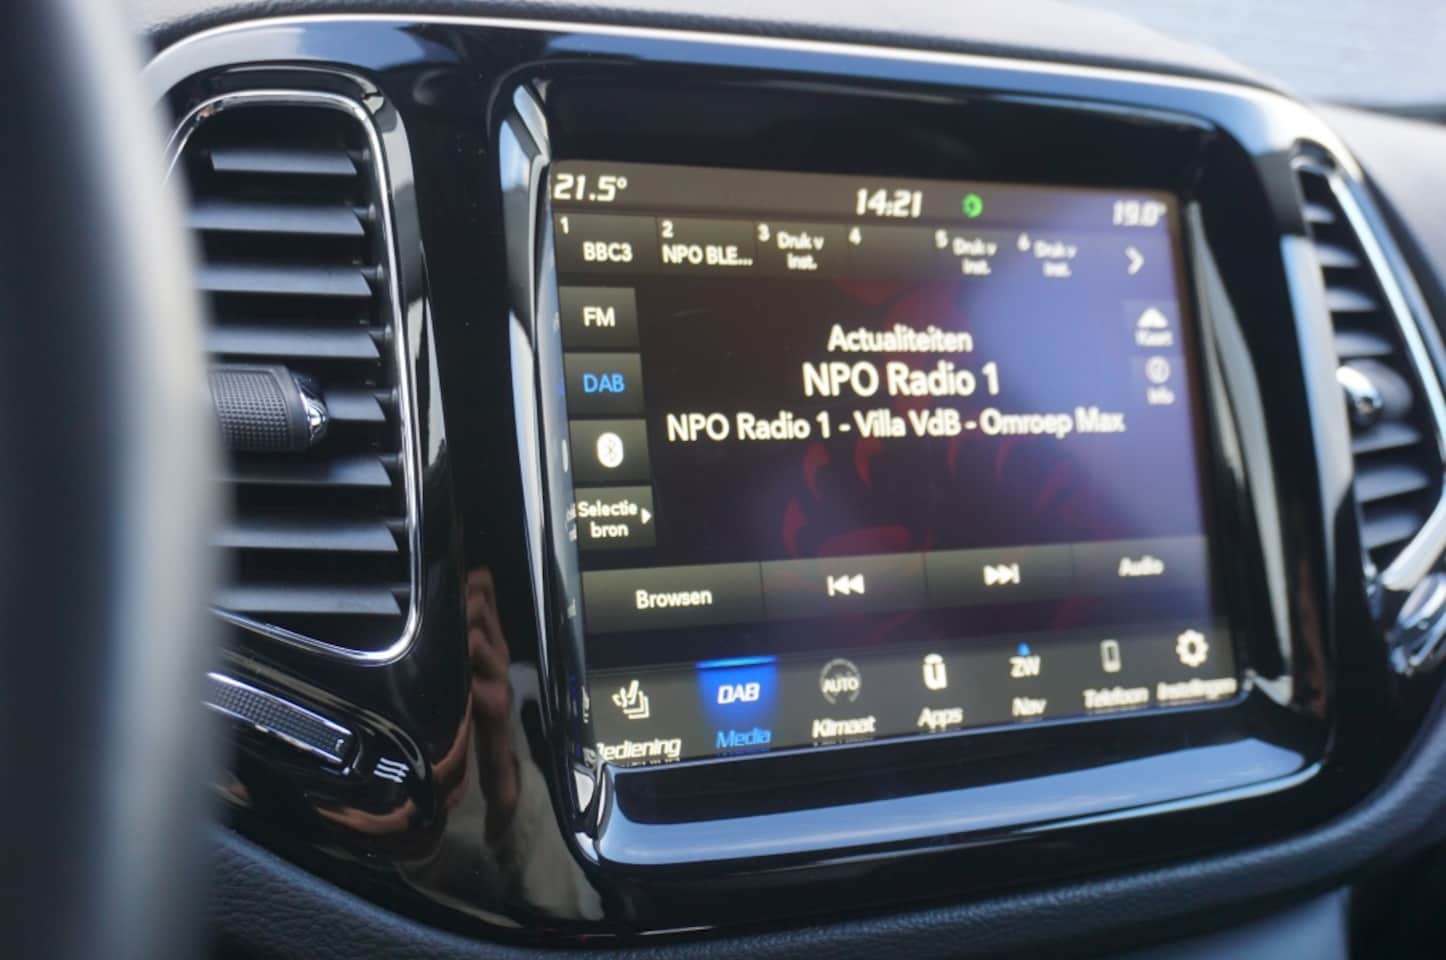 21.5° 14:21 19.0°
1 BBC3 2 NPO BLE... 3 Druk v inst. 4 5 Druk v inst. 6 Druk v inst.
FM
DAB
Actualiteiten
NPO Radio 1
NPO Radio 1 - Villa VdB - Omroep Max
Kaart
Info
Selectie
bron
Browsen Audio
DAB AUTO ZW
Bediening Media Klimaat Apps Nav Telefoon Instellingen